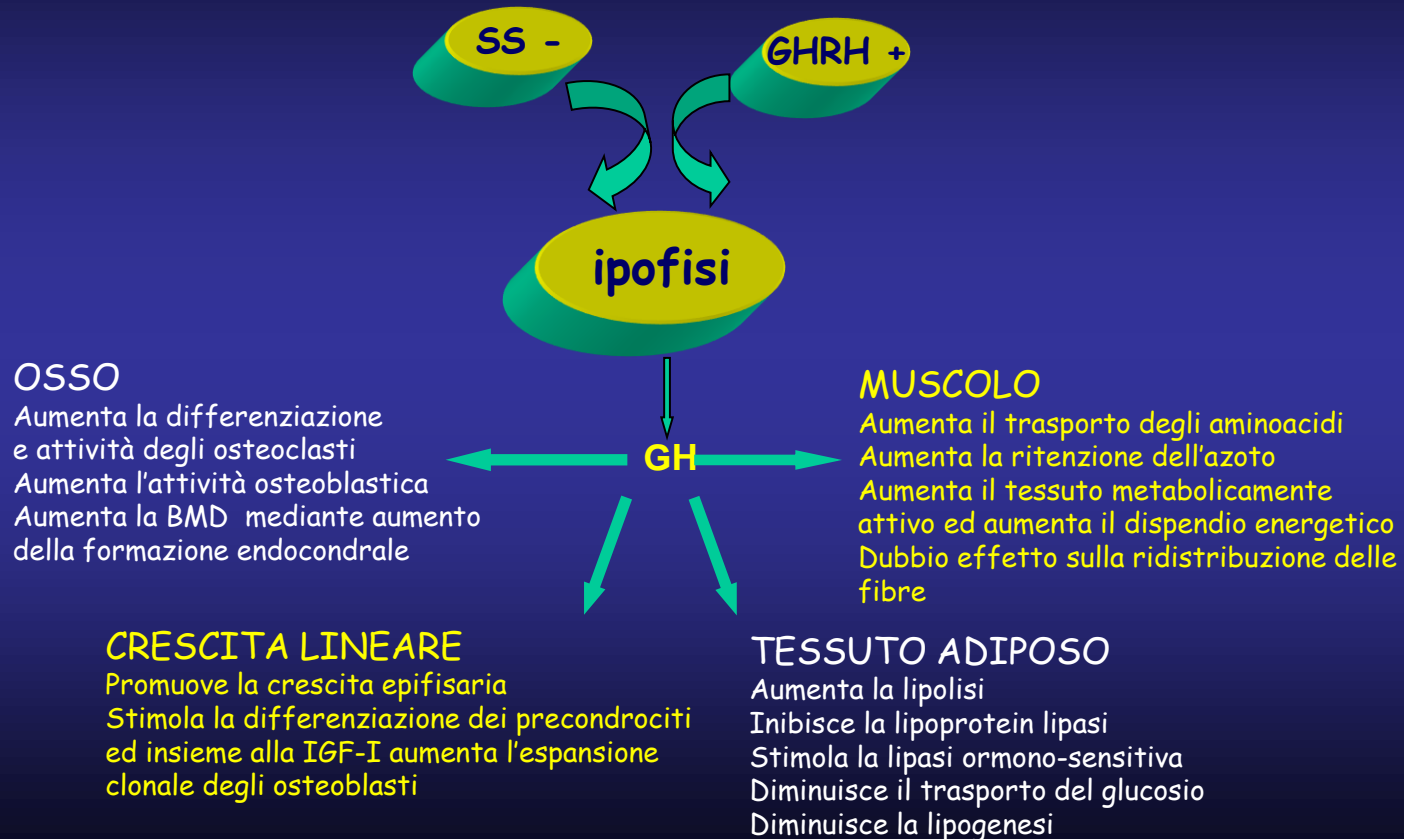 SS -
GHRH +
ipofisi
GH
OSSO
Aumenta la differenziazione
e attività degli osteoclasti
Aumenta l'attività osteoblastica
Aumenta la BMD mediante aumento
della formazione endocondrale
MUSCOLO
Aumenta il trasporto degli aminoacidi
Aumenta la ritenzione dell'azoto
Aumenta il tessuto metabolicamente
attivo ed aumenta il dispendio energetico
Dubbio effetto sulla ridistribuzione delle
fibre
CRESCITA LINEARE
Promuove la crescita epifisaria
Stimola la differenziazione dei precondrociti
ed insieme alla IGF-I aumenta l'espansione
clonale degli osteoblasti
TESSUTO ADIPOSO
Aumenta la lipolisi
Inibisce la lipoprotein lipasi
Stimola la lipasi ormono-sensitiva
Diminuisce il trasporto del glucosio
Diminuisce la lipogenesi